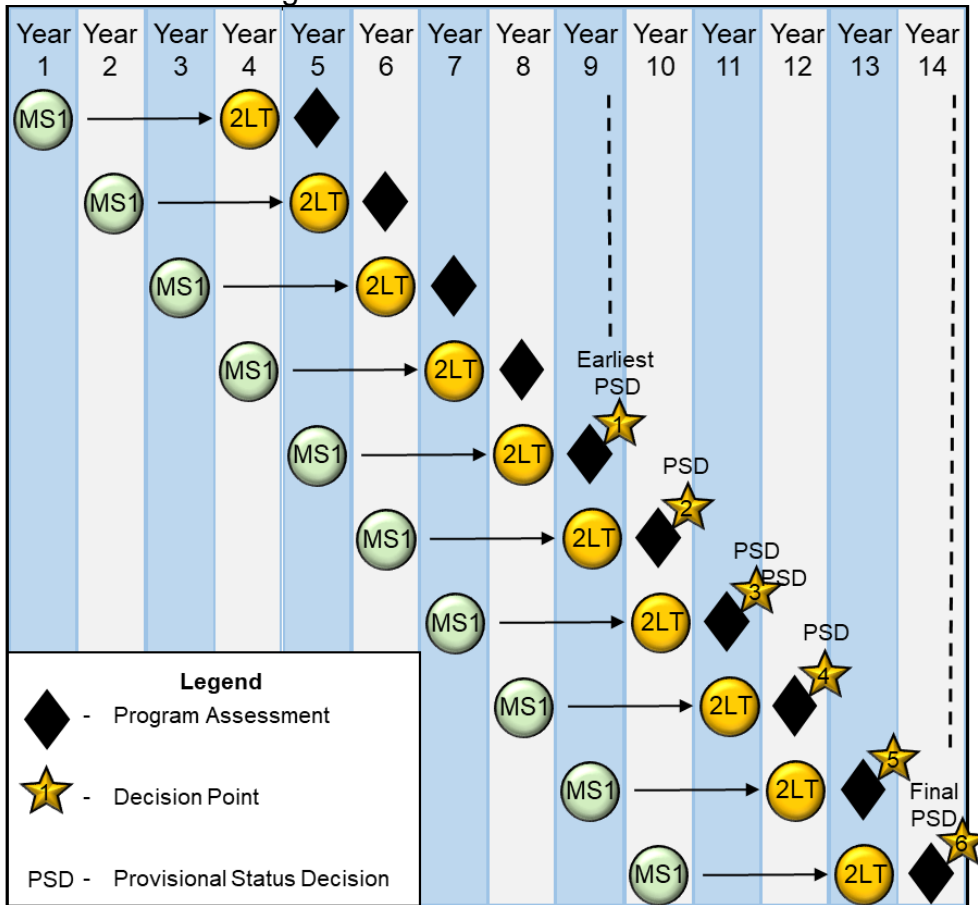 Year Year Year Year Year Year Year Year Year Year Year Year Year Year
1 2 3 4 5 6 7 8 9 10 11 12 13 14
MS1 2LT
MS1 2LT
MS1 2LT
MS1 2LT
Earliest
PSD
1
MS1 2LT
PSD
2
MS1 2LT
PSD
PSD
3
MS1 2LT
PSD
4
MS1 2LT
5
MS1 2LT
Final
PSD
6
MS1 2LT
Legend
- Program Assessment
1 - Decision Point
PSD - Provisional Status Decision